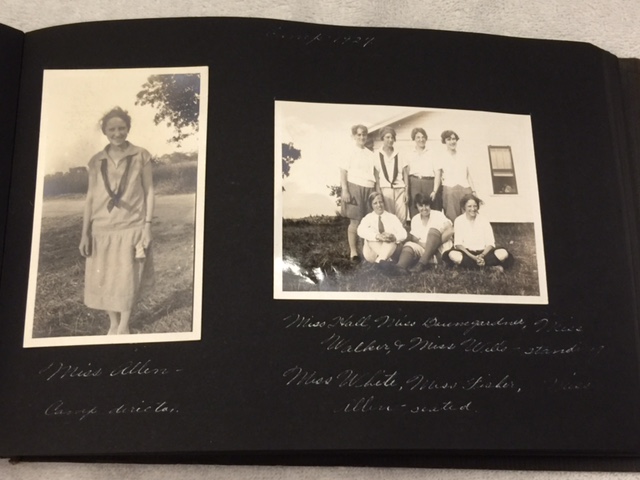 Camp 1927
Miss Allen -
Camp director.
Miss Hall, Miss Baumgardner, Miss
Walker, & Miss Wills - standing
Miss White, Miss Fisher, Miss
Allen - seated.